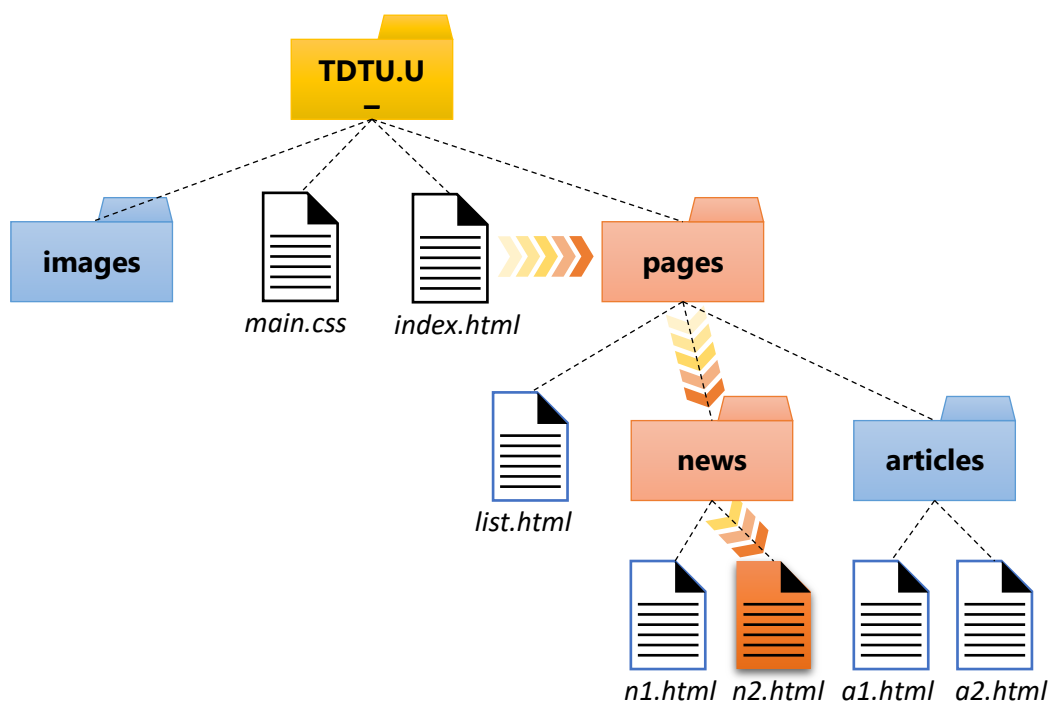 TDTU.U
–
images
main.css
index.html
pages
list.html
news
articles
n1.html
n2.html
a1.html
a2.html